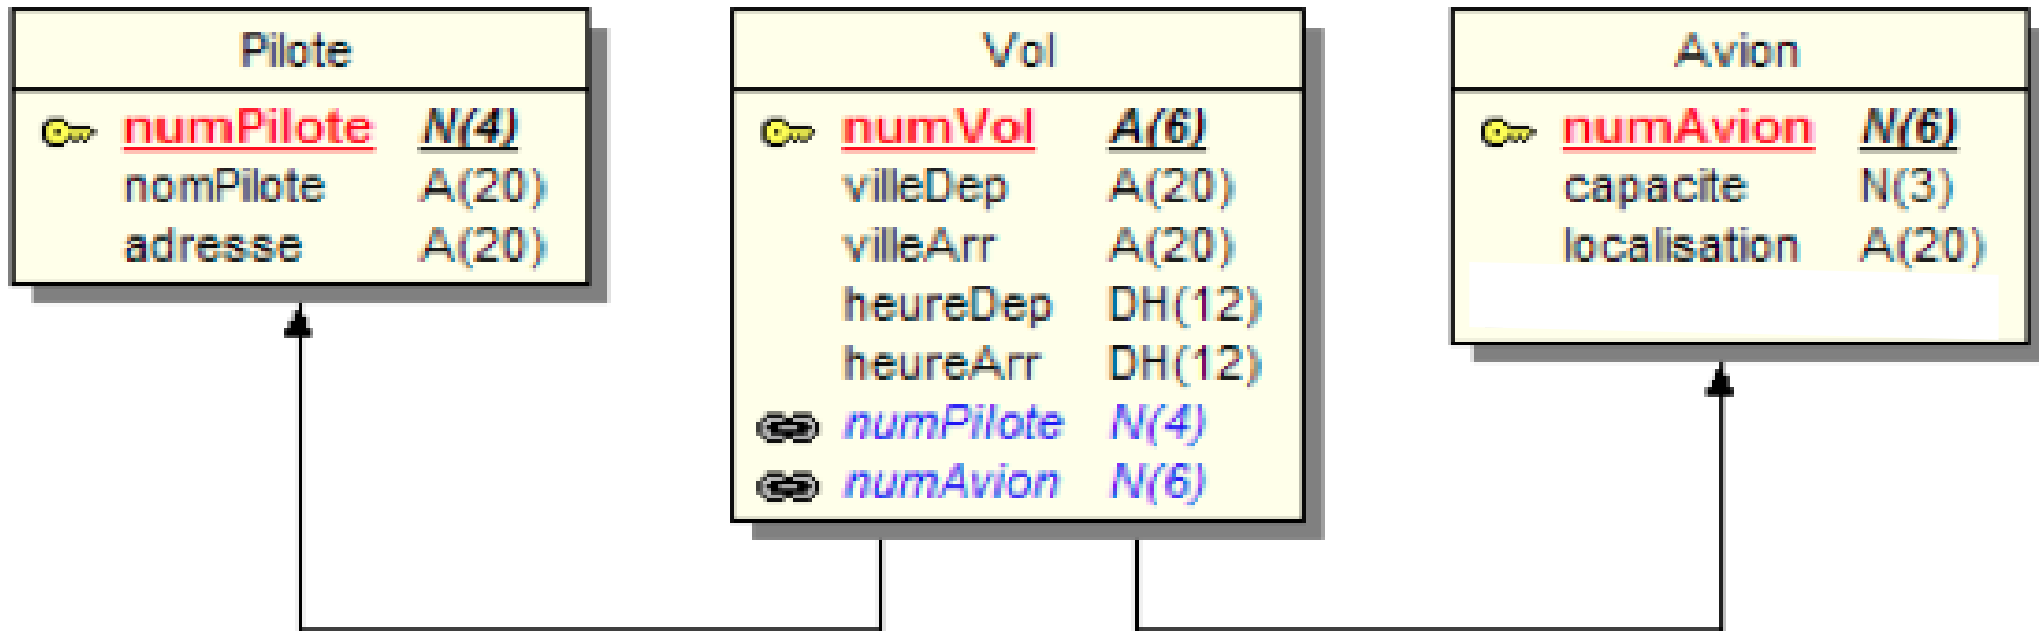 Pilote
numPilote N(4)
nomPilote A(20)
adresse A(20)
Vol
numVol A(6)
villeDep A(20)
villeArr A(20)
heureDep DH(12)
heureArr DH(12)
numPilote N(4)
numAvion N(6)
Avion
numAvion N(6)
capacite N(3)
localisation A(20)